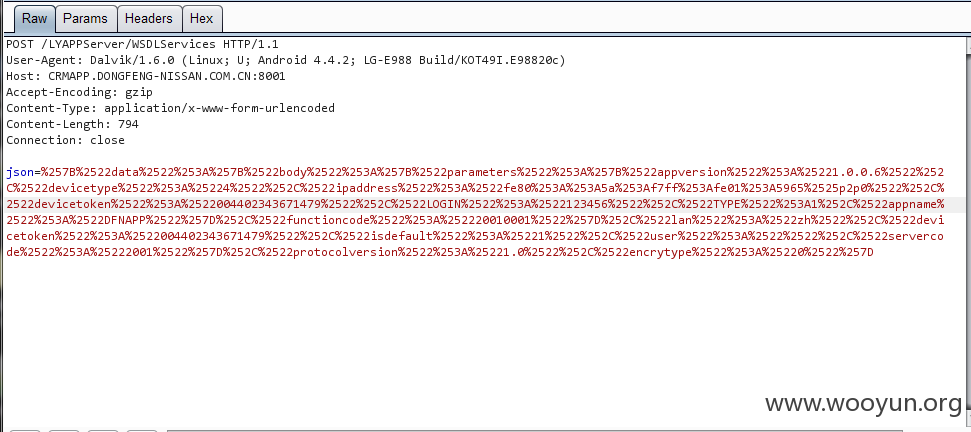 Raw Params Headers Hex
POST /LYAPPServer/WSDLServices HTTP/1.1
User-Agent: Dalvik/1.6.0 (Linux; U; Android 4.4.2; LG-E988 Build/KOT49I.E98820c)
Host: CRMAPP.DONGFENG-NISSAN.COM.CN:8001
Accept-Encoding: gzip
Content-Type: application/x-www-form-urlencoded
Content-Length: 794
Connection: close
json=%257B%2522data%2522%253A%257B%2522body%2522%253A%257B%2522parameters%2522%253A%257B%2522appversion%2522%253A%25221.0.0.6%2522%252
C%2522devicetype%2522%253A%25224%2522%252C%2522ipaddress%2522%253A%2522fe80%253A%253A5a%253Af7ff%253Afe01%253A5965%2525p2p0%2522%252C%
2522devicetoken%2522%253A%2522004402343671479%2522%252C%2522LOGIN%2522%253A%2522123456%2522%252C%2522TYPE%2522%253A1%252C%2522appname%
2522%253A%2522DFNAPP%2522%257D%252C%2522functioncode%2522%253A%252220010001%2522%257D%252C%2522lan%2522%253A%2522zh%2522%252C%2522devi
cetoken%2522%253A%2522004402343671479%2522%252C%2522isdefault%2522%253A%25221%2522%252C%2522user%2522%253A%2522%2522%252C%2522serverco
de%2522%253A%25222001%2522%257D%252C%2522protocolversion%2522%253A%25221.0%2522%252C%2522encrytype%2522%253A%25220%2522%257D
www.wooyun.org